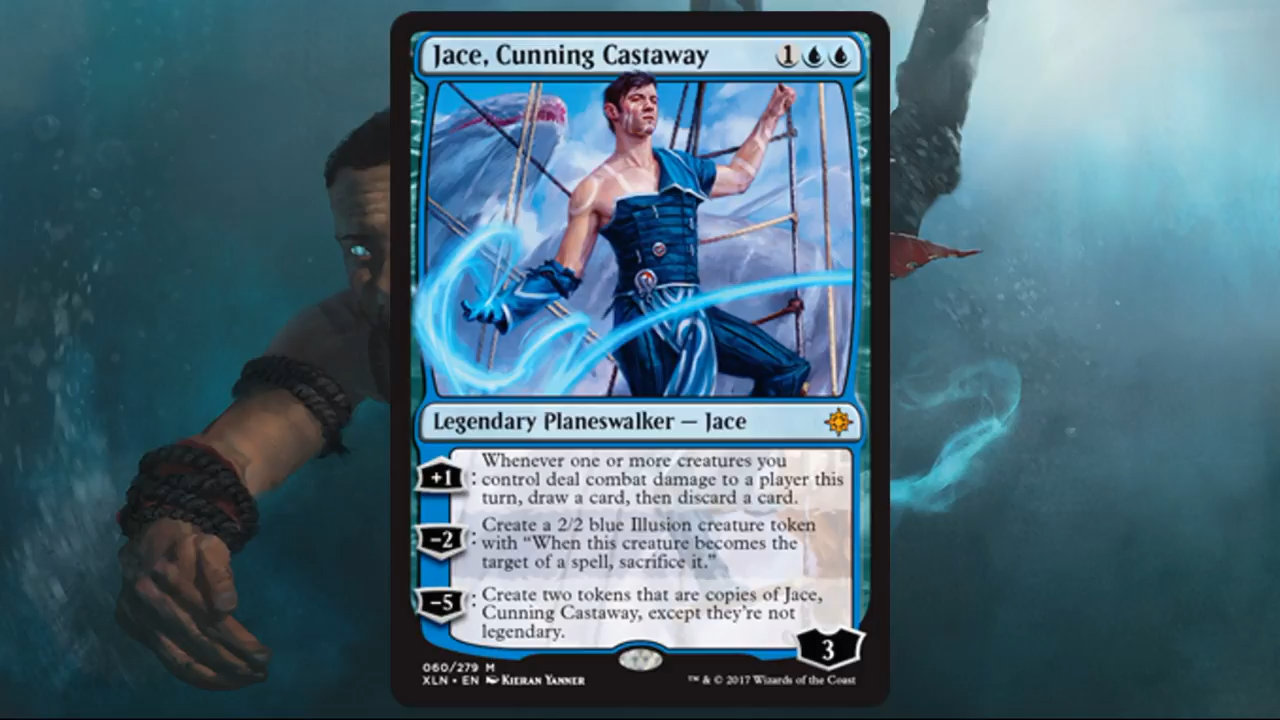 Jace, Cunning Castaway 1
Legendary Planeswalker — Jace
+1 : Whenever one or more creatures you
control deal combat damage to a player this
turn, draw a card, then discard a card.
−2 : Create a 2/2 blue Illusion creature token
with “When this creature becomes the
target of a spell, sacrifice it.”
−5 : Create two tokens that are copies of Jace,
Cunning Castaway, except they're not
legendary.
3
060/279 M
XLN • EN KIERAN YANNER
™ & © 2017 Wizards of the Coast